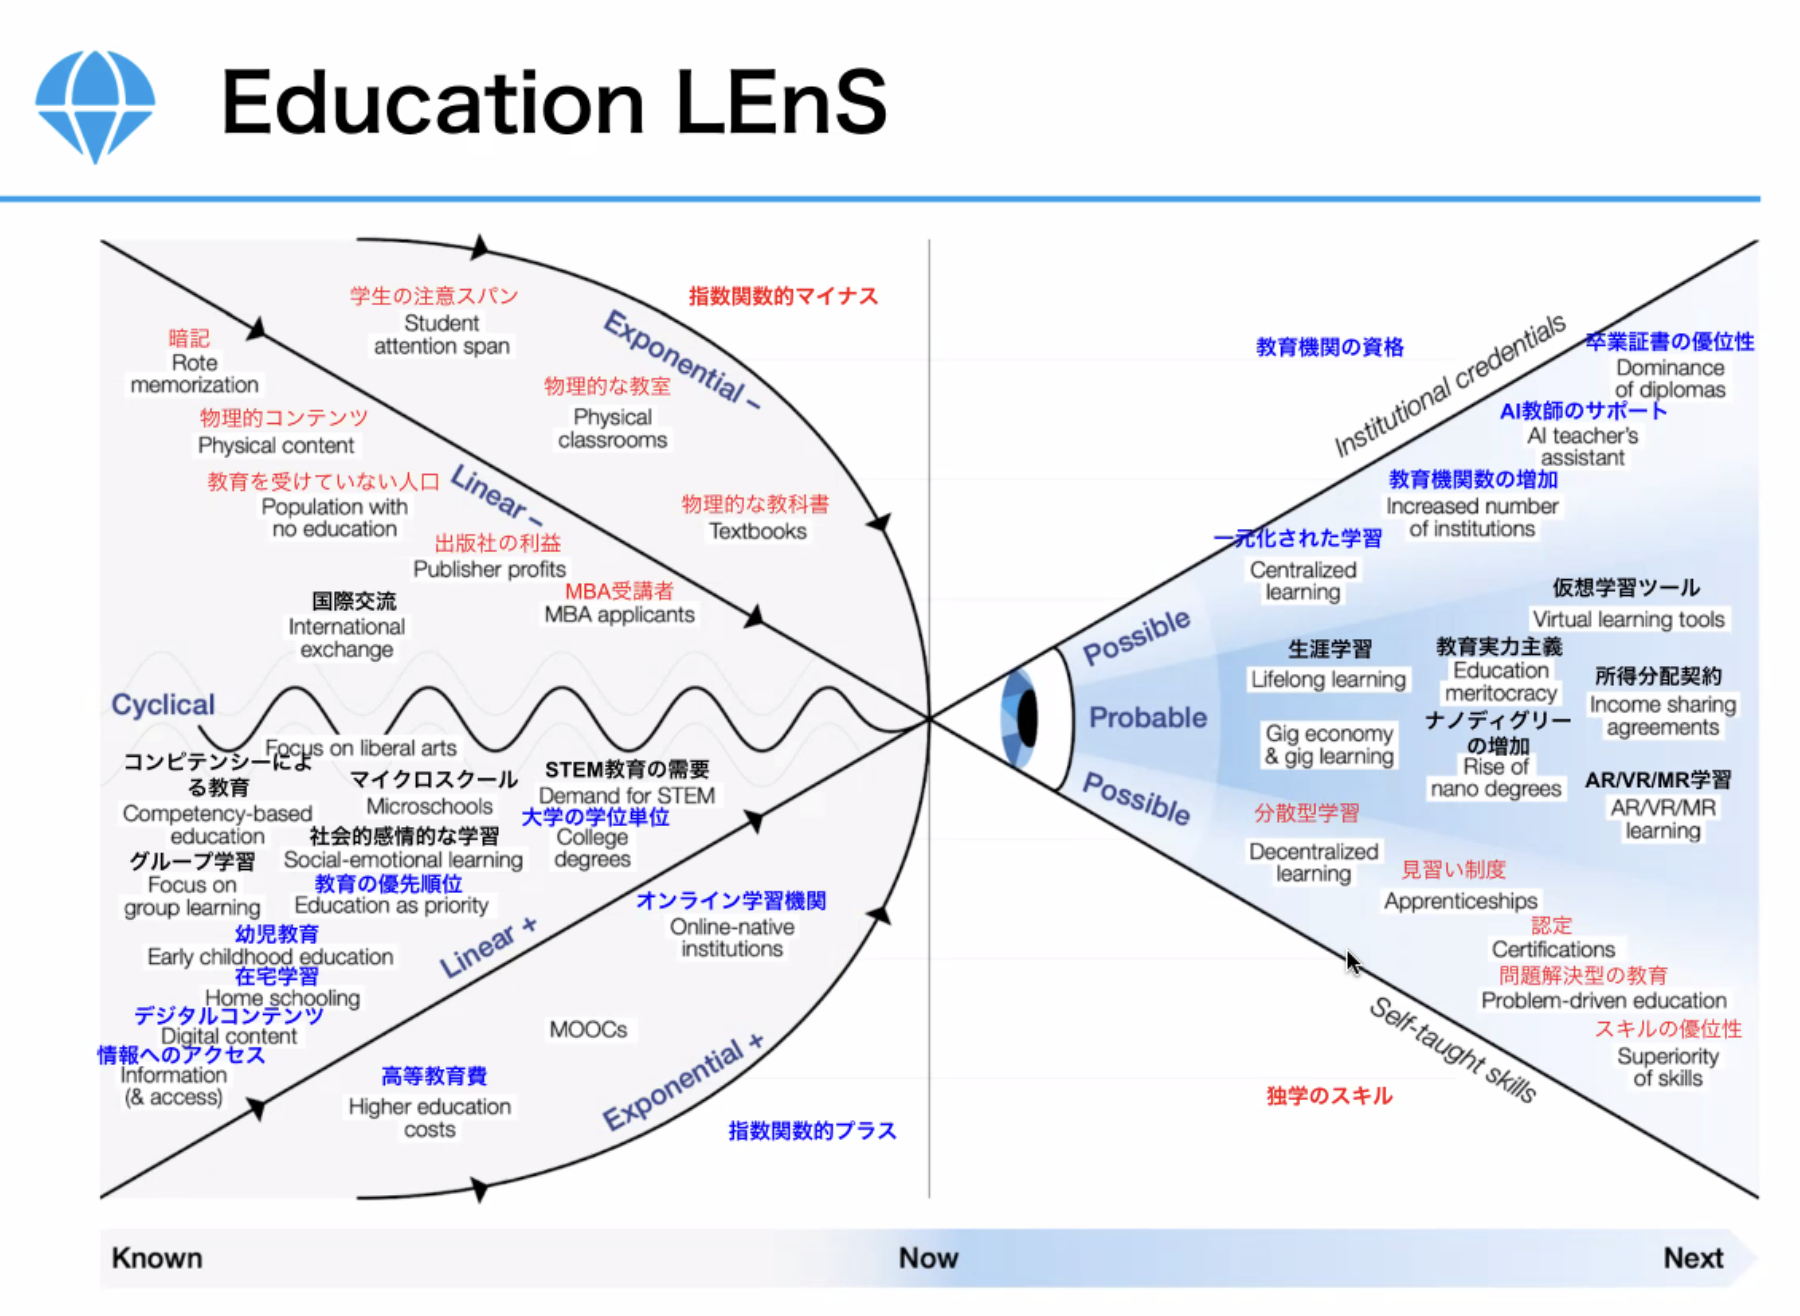 Education LEnS
学生の注意スパン
Student
attention span
指数関数的マイナス
Exponential –
暗記
Rote
memorization
物理的な教室
Physical
classrooms
物理的コンテンツ
Physical content
教育を受けていない人口
Population with
no education
Linear –
物理的な教科書
Textbooks
出版社の利益
Publisher profits
MBA受講者
MBA applicants
国際交流
International
exchange
Cyclical
Focus on liberal arts
コンピテンシーによ
る教育
Competency-based
education
マイクロスクール
Microschools
STEM教育の需要
Demand for STEM
大学の学位単位
College
degrees
社会的感情的な学習
Social-emotional learning
グループ学習
Focus on
group learning
教育の優先順位
Education as priority
幼児教育
Early childhood education
在宅学習
Home schooling
デジタルコンテンツ
Digital content
情報へのアクセス
Information
(& access)
Linear +
オンライン学習機関
Online-native
institutions
MOOCs
高等教育費
Higher education
costs
Exponential +
指数関数的プラス
教育機関の資格
Institutional credentials
卒業証書の優位性
Dominance
of diplomas
AI教師のサポート
AI teacher's
assistant
教育機関数の増加
Increased number
of institutions
一元化された学習
Centralized
learning
Possible
仮想学習ツール
Virtual learning tools
生涯学習
Lifelong learning
教育実力主義
Education
meritocracy
所得分配契約
Income sharing
agreements
Probable
Gig economy
& gig learning
ナノディグリー
の増加
Rise of
nano degrees
AR/VR/MR学習
AR/VR/MR
learning
Possible
分散型学習
Decentralized
learning
見習い制度
Apprenticeships
認定
Certifications
問題解決型の教育
Problem-driven education
スキルの優位性
Superiority
of skills
Self-taught skills
独学のスキル
Known
Now
Next